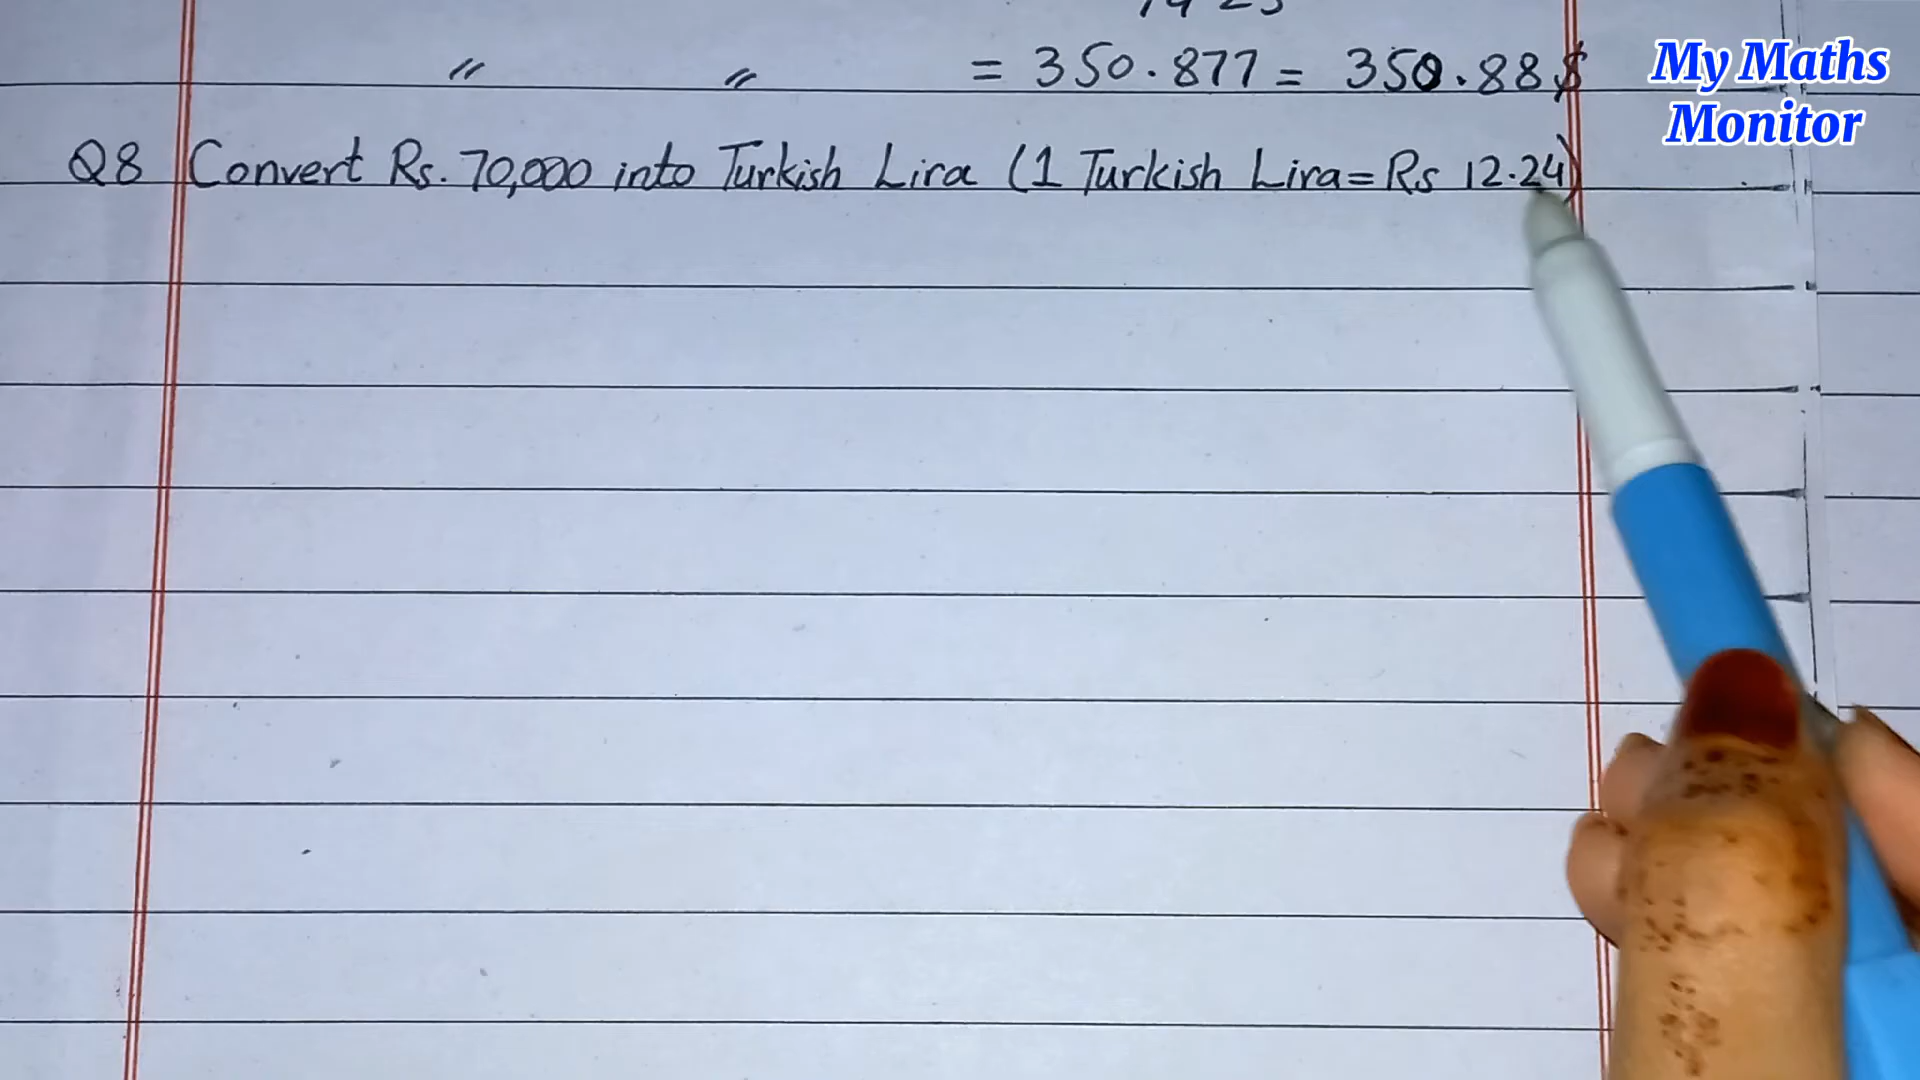 〃 〃 = 350.877 = 350.88$
My Maths
Monitor
Q8 Convert Rs. 70,000 into Turkish Lira (1 Turkish Lira = Rs 12.24)